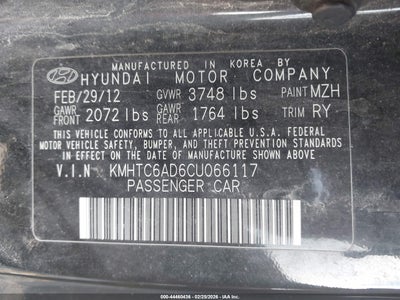 MANUFACTURED IN KOREA BY
HYUNDAI MOTOR COMPANY
FEB/29/12 GVWR 3748 lbs PAINT MZH
GAWR FRONT 2072 lbs GAWR REAR 1764 lbs TRIM RY
THIS VEHICLE CONFORMS TO ALL APPLICABLE U.S.A. FEDERAL
MOTOR VEHICLE SAFETY, BUMPER, AND THEFT PREVENTION
STANDARDS IN EFFECT ON THE DATE OF MANUFACTURE SHOWN ABOVE.
V.I.N KMHTC6AD6CU066117
PASSENGER CAR
000-44460436 - 02/25/2026 - IAA Auctions